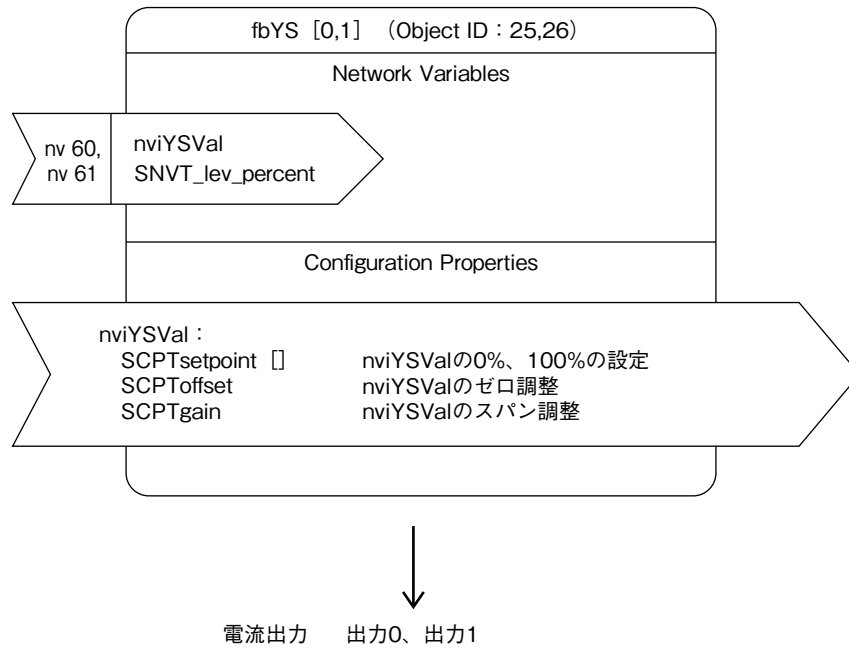 fbYS [0,1] (Object ID：25,26)
Network Variables
nv 60, nviYSVal
nv 61 SNVT_lev_percent
Configuration Properties
nviYSVal：
SCPTsetpoint [] nviYSValの0%、100%の設定
SCPToffset nviYSValのゼロ調整
SCPTgain nviYSValのスパン調整
電流出力 出力0、出力1